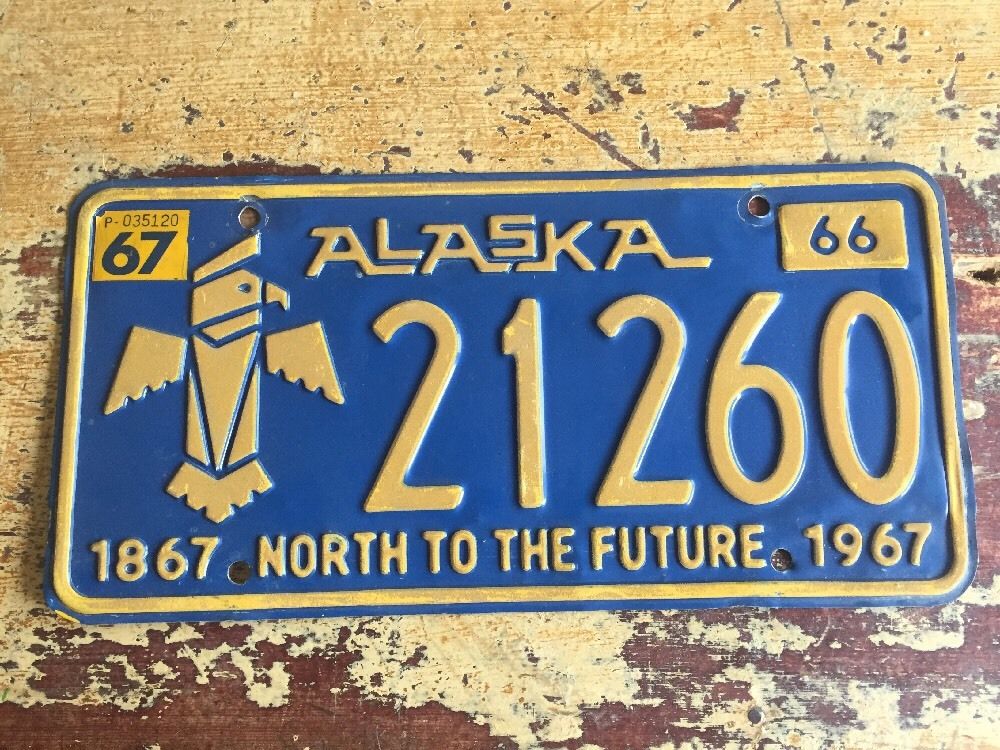 P-035120
67
ALASKA
66
21260
1867 NORTH TO THE FUTURE 1967